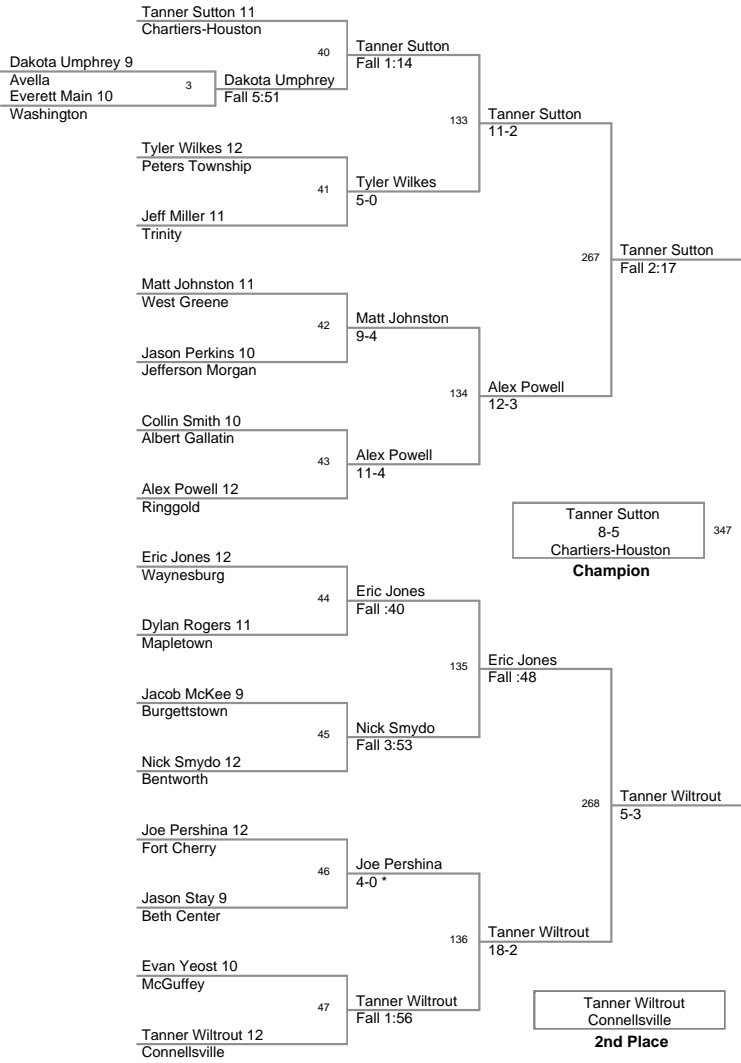 Tanner Sutton 11
Chartiers-Houston
40
Tanner Sutton
Fall 1:14
Dakota Umphrey 9
Avella
3
Dakota Umphrey
Fall 5:51
Everett Main 10
Washington
133
Tanner Sutton
11-2
Tyler Wilkes 12
Peters Township
41
Tyler Wilkes
5-0
Jeff Miller 11
Trinity
267
Tanner Sutton
Fall 2:17
Matt Johnston 11
West Greene
42
Matt Johnston
9-4
Jason Perkins 10
Jefferson Morgan
134
Alex Powell
12-3
Collin Smith 10
Albert Gallatin
43
Alex Powell
11-4
Alex Powell 12
Ringgold
Tanner Sutton
8-5
Chartiers-Houston
347
Champion
Eric Jones 12
Waynesburg
44
Eric Jones
Fall :40
Dylan Rogers 11
Mapletown
135
Eric Jones
Fall :48
Jacob McKee 9
Burgettstown
45
Nick Smydo
Fall 3:53
Nick Smydo 12
Bentworth
268
Tanner Wiltrout
5-3
Joe Pershina 12
Fort Cherry
46
Joe Pershina
4-0 *
Jason Stay 9
Beth Center
136
Tanner Wiltrout
18-2
Evan Yeost 10
McGuffey
47
Tanner Wiltrout
Fall 1:56
Tanner Wiltrout 12
Connellsville
Tanner Wiltrout
Connellsville
2nd Place